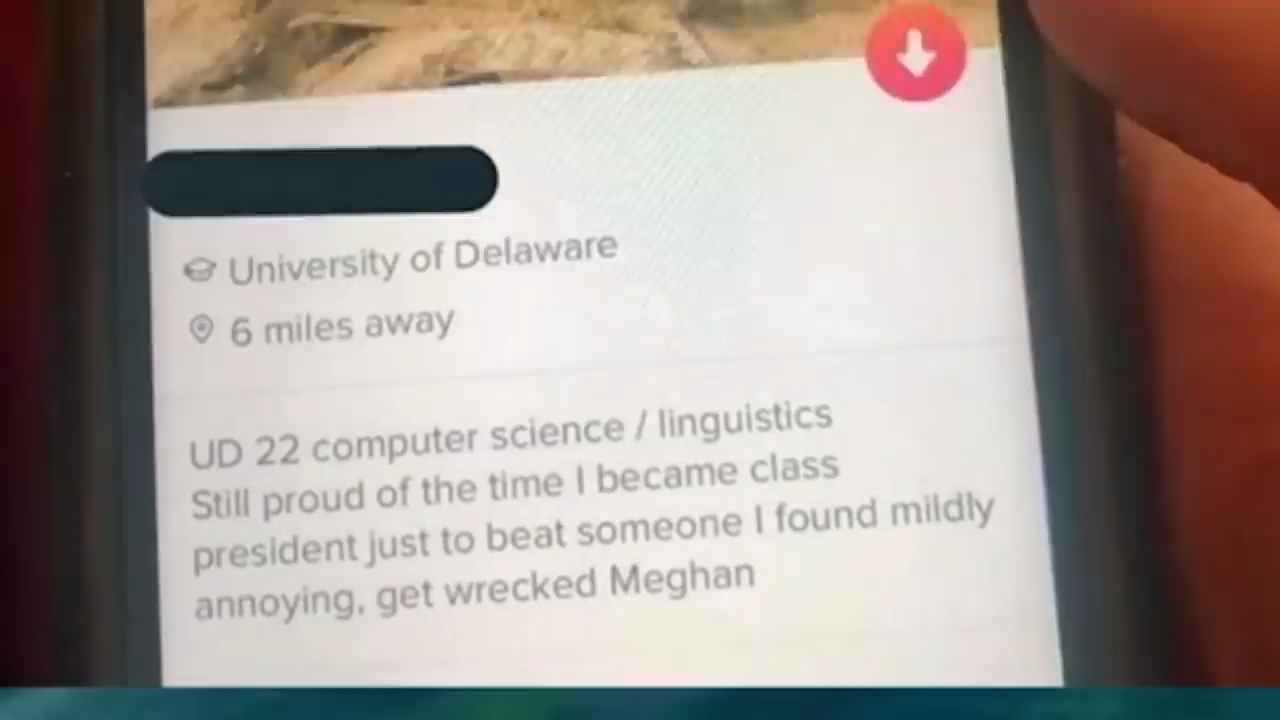 University of Delaware
6 miles away
UD 22 computer science / linguistics
Still proud of the time I became class
president just to beat someone I found mildly
annoying, get wrecked Meghan